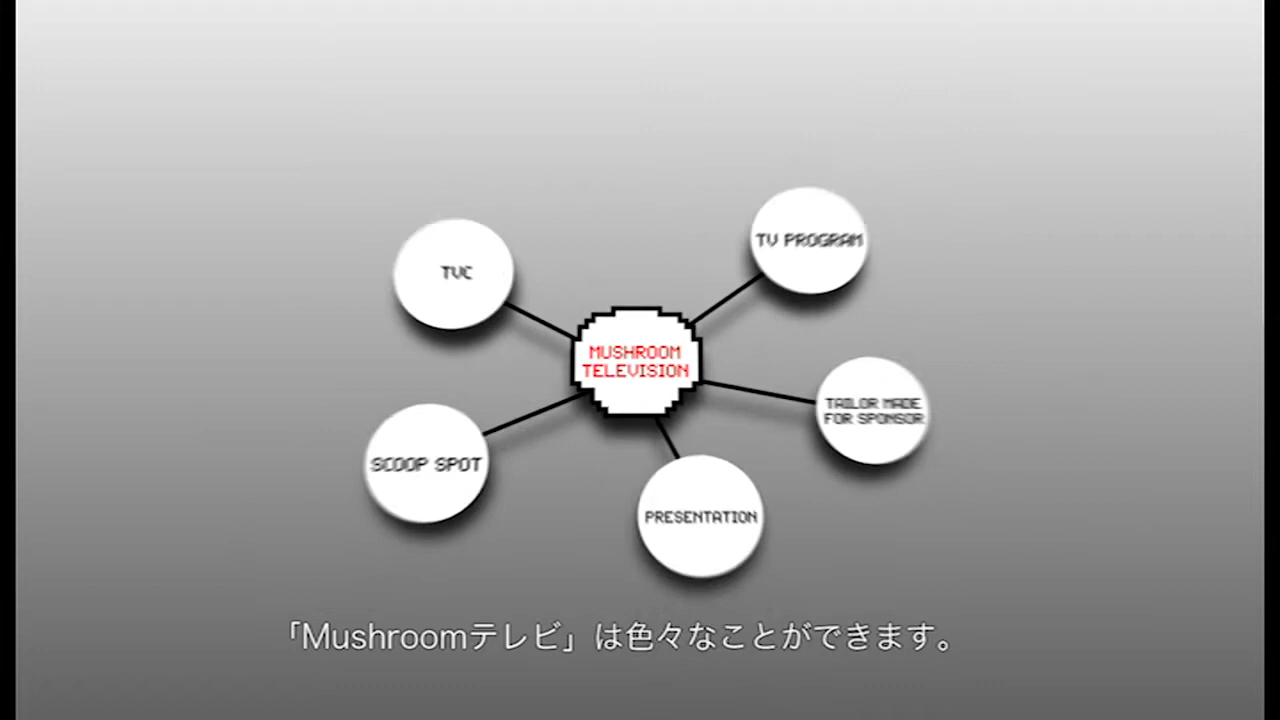 TV PROGRAM
TVC
MUSHROOM
TELEVISION
TAILOR MADE
FOR SPONSOR
SCOOP SPOT
PRESENTATION
「Mushroomテレビ」は色々なことができます。